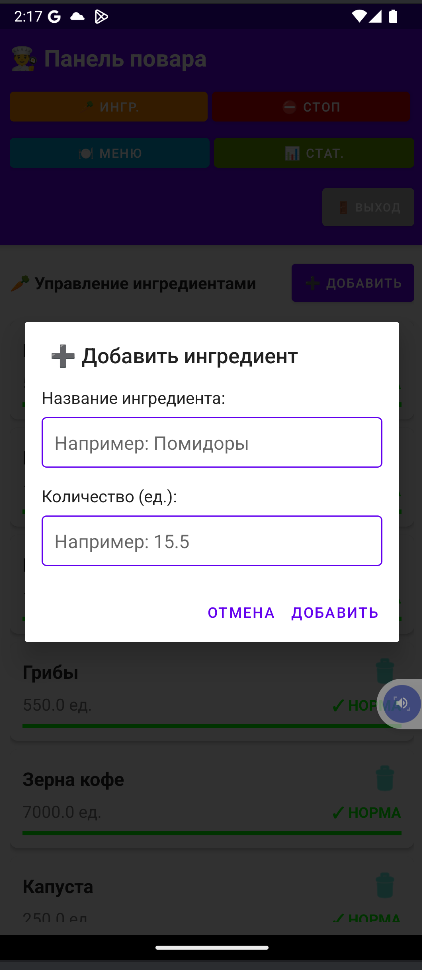 2:17
Панель повара
ИНГР.
СТОП
МЕНЮ
СТАТ.
ВЫХОД
Управление ингредиентами
ДОБАВИТЬ
Добавить ингредиент
Название ингредиента:
Например: Помидоры
Количество (ед.):
Например: 15.5
ОТМЕНА ДОБАВИТЬ
Грибы
550.0 ед.
Зерна кофе
7000.0 ед.
✓ НОРМА
Капуста
250.0 ед.
✓ НОРМА